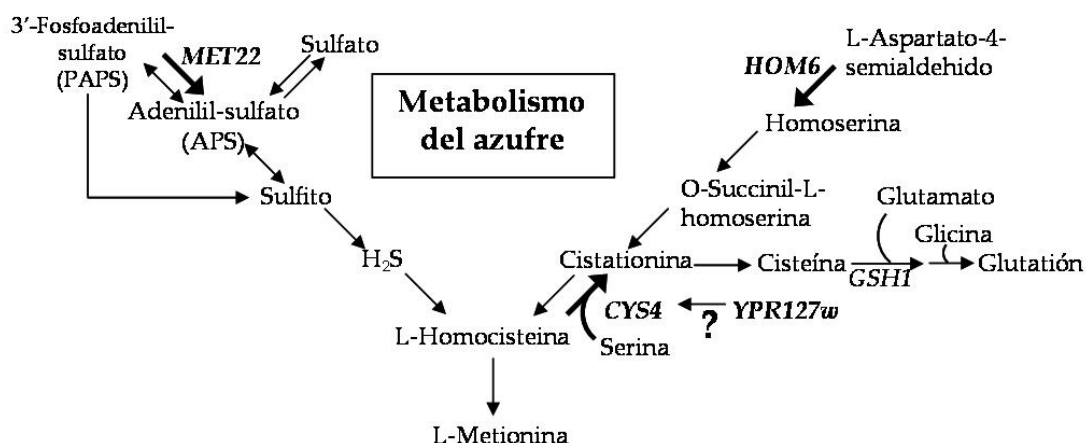 3′-Fosfoadenilil-
sulfato
(PAPS)
MET22
Sulfato
Adenilil-sulfato
(APS)
Sulfito
H₂S
Metabolismo
del azufre
L-Aspartato-4-
semialdehido
HOM6
Homoserina
O-Succinil-L-
homoserina
Cistationina
Cisteína
Glutamato
Glicina
GSH1
Glutatión
CYS4
?
YPR127w
Serina
L-Homocisteina
L-Metionina